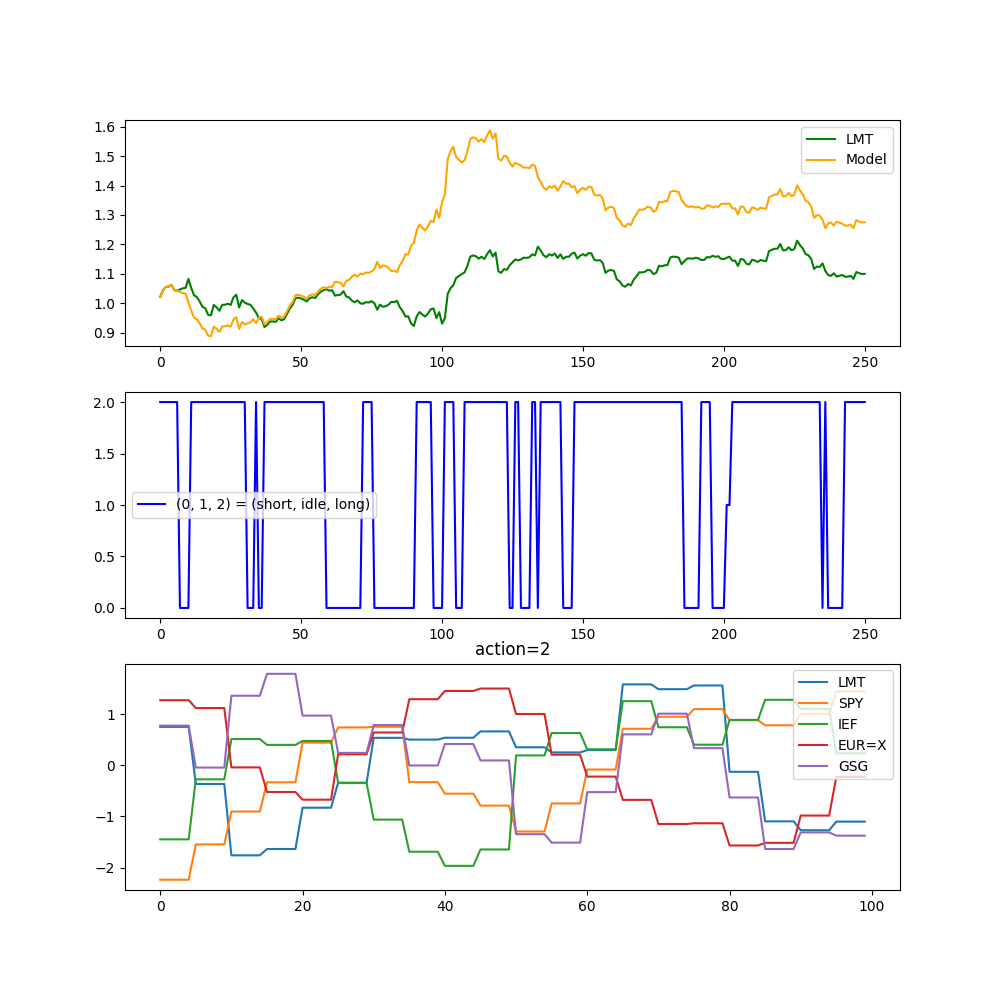 1.6
1.5
1.4
1.3
1.2
1.1
1.0
0.9
LMT
Model
0 50 100 150 200 250
2.0
1.5
1.0
0.5
0.0
(0, 1, 2) = (short, idle, long)
0 50 100 150 200 250
action=2
1
0
−1
−2
LMT
SPY
IEF
EUR=X
GSG
0 20 40 60 80 100